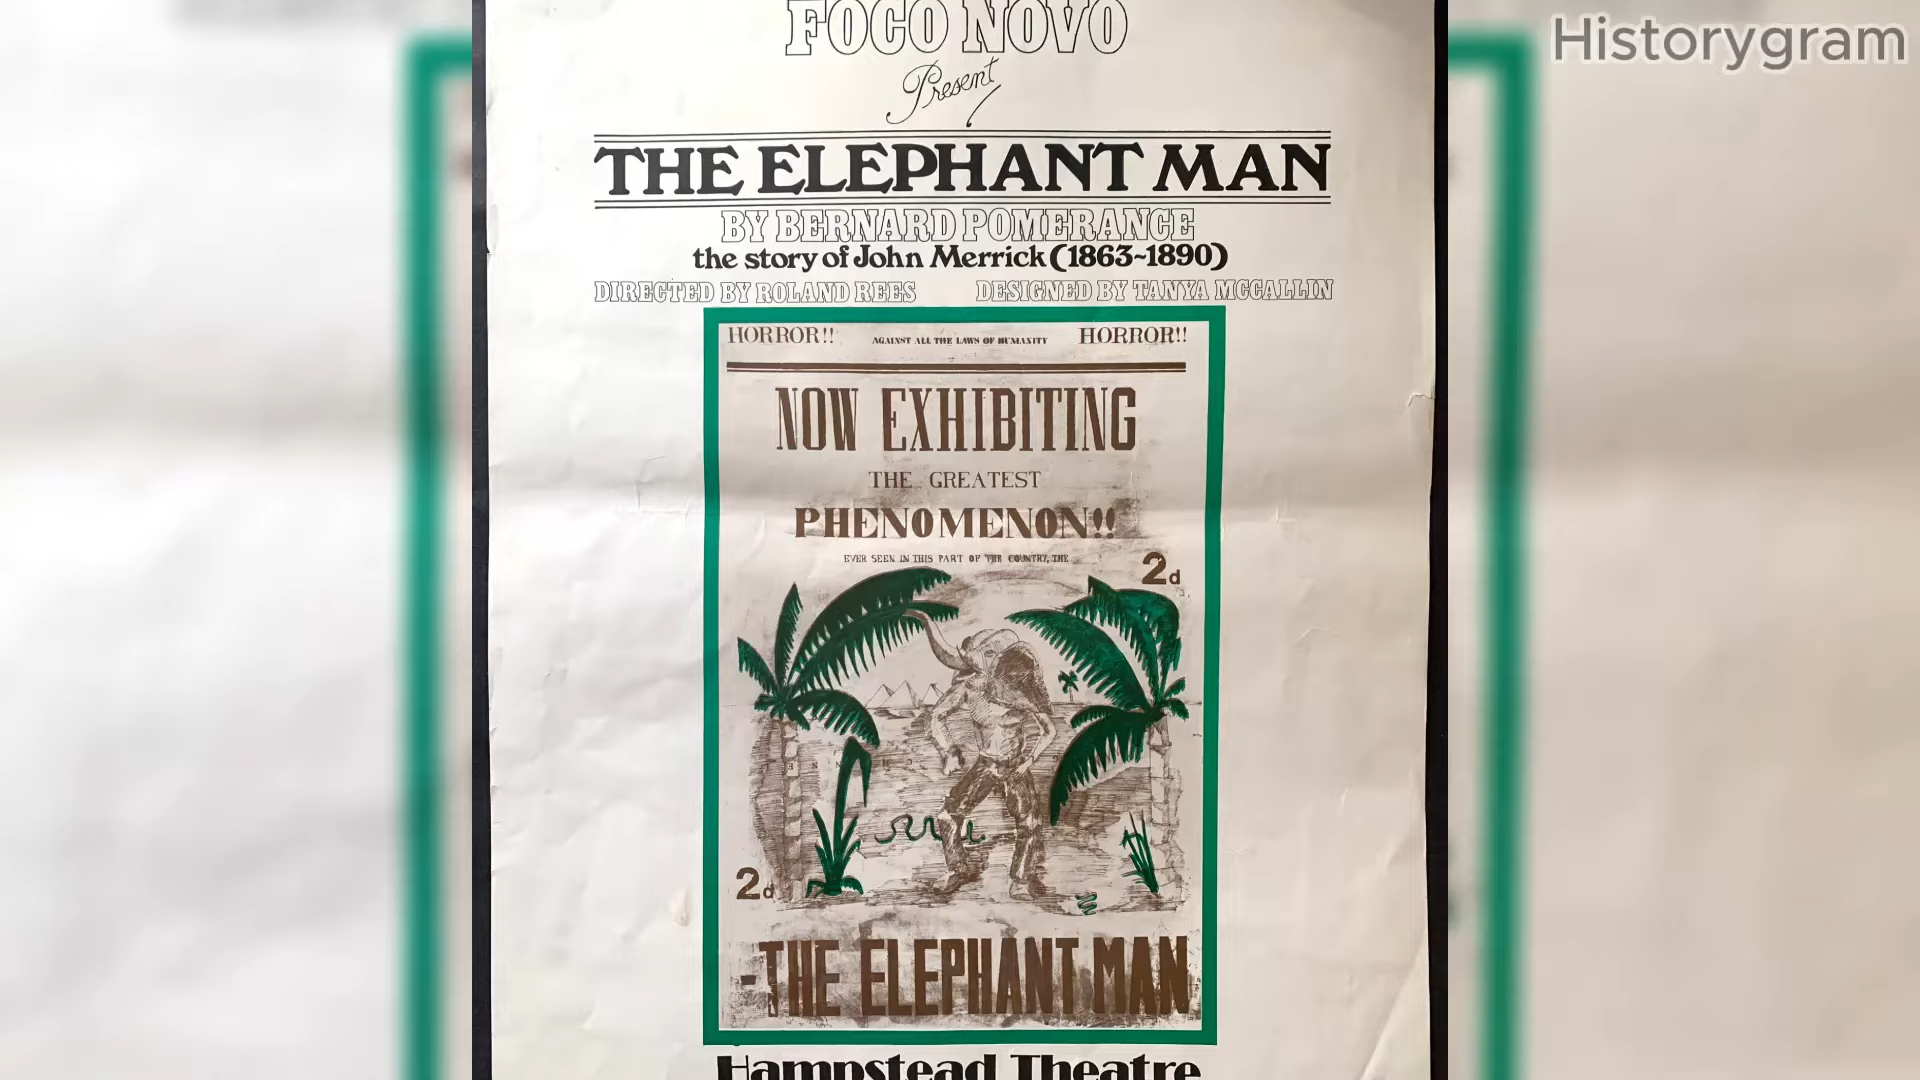 Historygram
FOCO NOVO
Present
THE ELEPHANT MAN
BY BERNARD POMERANCE
the story of John Merrick (1863~1890)
DIRECTED BY ROLAND REES DESIGNED BY TANYA MCCALLIN
HORROR!! AGAINST ALL THE LAWS OF HUMANITY HORROR!!
NOW EXHIBITING
THE GREATEST
PHENOMENON!!
EVER SEEN IN THIS PART OF THE COUNTRY, THE
2d
2d
-THE ELEPHANT MAN
Hampstead Theatre